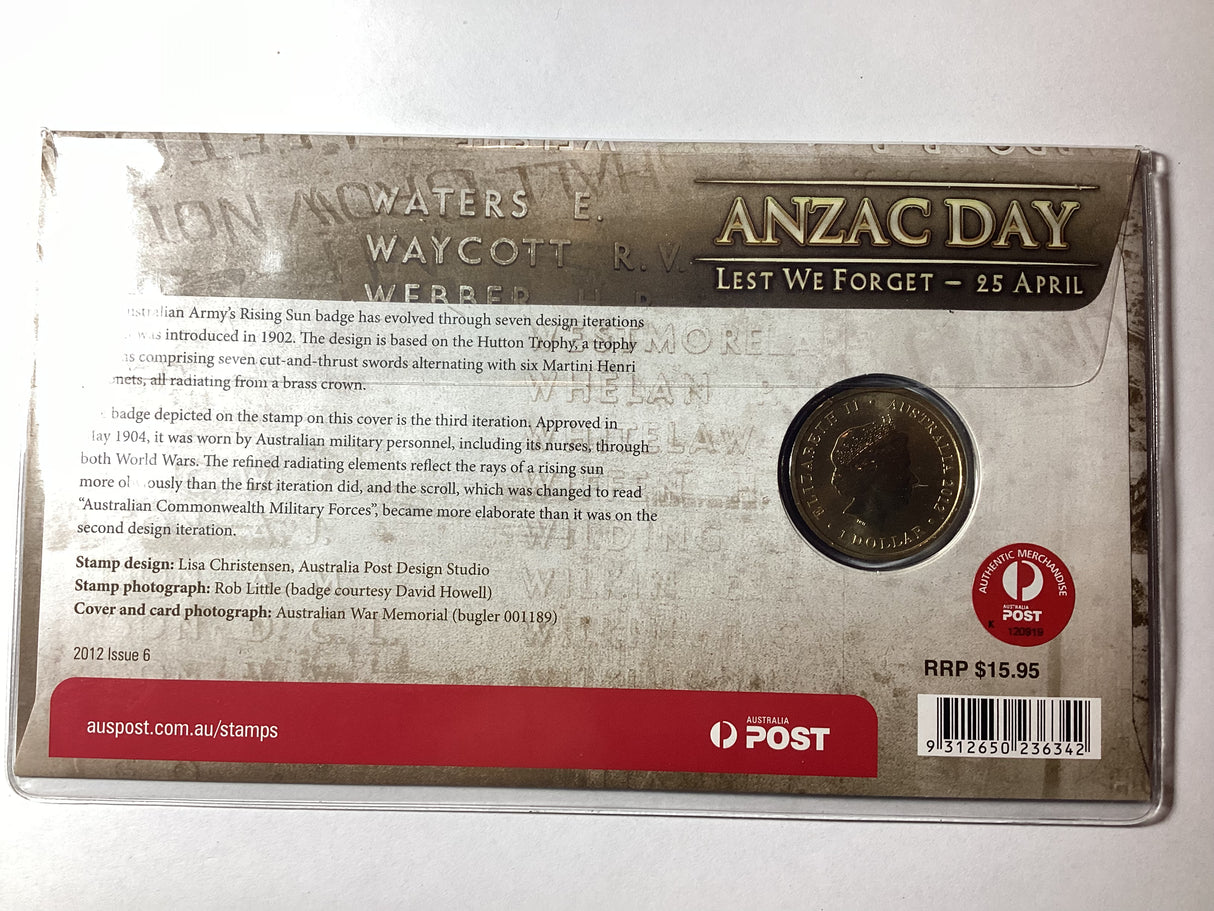 WATERS E.
WAYCOTT R.V.
WEBBER H.R.
ANZAC DAY
LEST WE FORGET – 25 APRIL
Army's Rising Sun badge has evolved through seven design iterations
was introduced in 1902. The design is based on the Hutton Trophy, a trophy
comprising seven cut-and-thrust swords alternating with six Martini Henri
all radiating from a brass crown.
badge depicted on the stamp on this cover is the third iteration. Approved in
1904, it was worn by Australian military personnel, including its nurses, through
both World Wars. The refined radiating elements reflect the rays of a rising sun
more than the first iteration did, and the scroll, which was changed to read
"Australian Commonwealth Military Forces", became more elaborate than it was on the
second design iteration.
Stamp design: Lisa Christensen, Australia Post Design Studio
Stamp photograph: Rob Little (badge courtesy David Howell)
Cover and card photograph: Australian War Memorial (bugler 001189)
2012 Issue 6
WHELAN
WHITELAW
WILDING
ELIZABETH II · AUSTRALIA 2012
· 1 DOLLAR ·
AUTHENTIC MERCHANDISE
AUSTRALIA
POST
K 120919
RRP $15.95
9 312650 236342
auspost.com.au/stamps
AUSTRALIA
POST